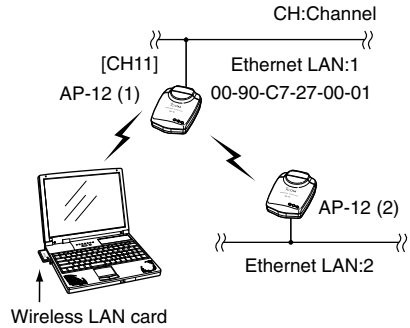 CH:Channel
[CH11]
Ethernet LAN:1
AP-12 (1)
00-90-C7-27-00-01
AP-12 (2)
Ethernet LAN:2
Wireless LAN card